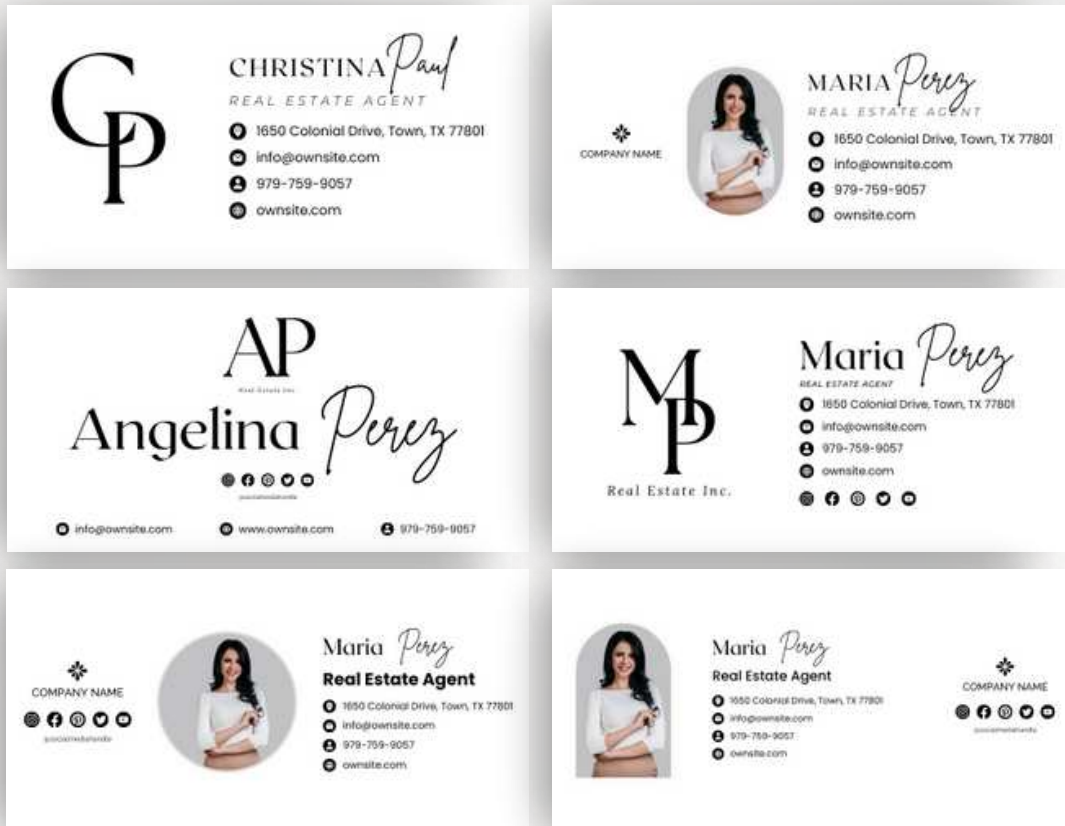 CP
CHRISTINA Paul
REAL ESTATE AGENT
1650 Colonial Drive, Town, TX 77801
info@ownsite.com
979-759-9057
ownsite.com
COMPANY NAME
MARIA Perez
REAL ESTATE AGENT
1650 Colonial Drive, Town, TX 77801
info@ownsite.com
979-759-9057
ownsite.com
AP
Real Estate Inc.
Angelina Perez
info@ownsite.com
www.ownsite.com
979-759-9057
MP
Real Estate Inc.
Maria Perez
REAL ESTATE AGENT
1650 Colonial Drive, Town, TX 77801
info@ownsite.com
979-759-9057
ownsite.com
COMPANY NAME
Maria Perez
Real Estate Agent
1650 Colonial Drive, Town, TX 77801
info@ownsite.com
979-759-9057
ownsite.com
Maria Perez
Real Estate Agent
1650 Colonial Drive, Town, TX 77801
info@ownsite.com
979-759-9057
ownsite.com
COMPANY NAME